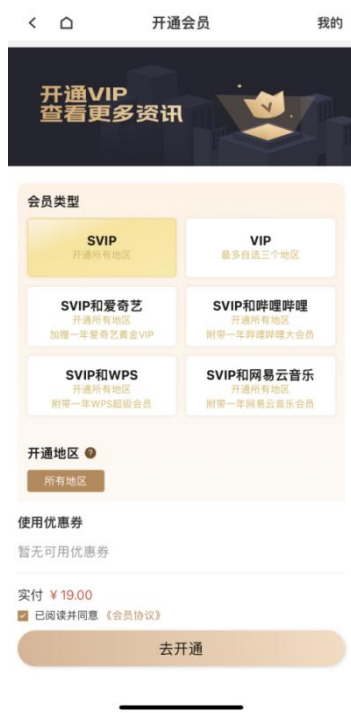 开通会员
我的
开通VIP
查看更多资讯
会员类型
SVIP
开通所有地区
VIP
最多自选三个地区
SVIP和爱奇艺
开通所有地区
加赠一年爱奇艺黄金VIP
SVIP和哔哩哔哩
开通所有地区
附带一年哔哩哔哩大会员
SVIP和WPS
开通所有地区
附带一年WPS超级会员
SVIP和网易云音乐
开通所有地区
附带一年网易云音乐会员
开通地区 ?
所有地区
使用优惠券
暂无可用优惠券
实付 ¥19.00
已阅读并同意《会员协议》
去开通